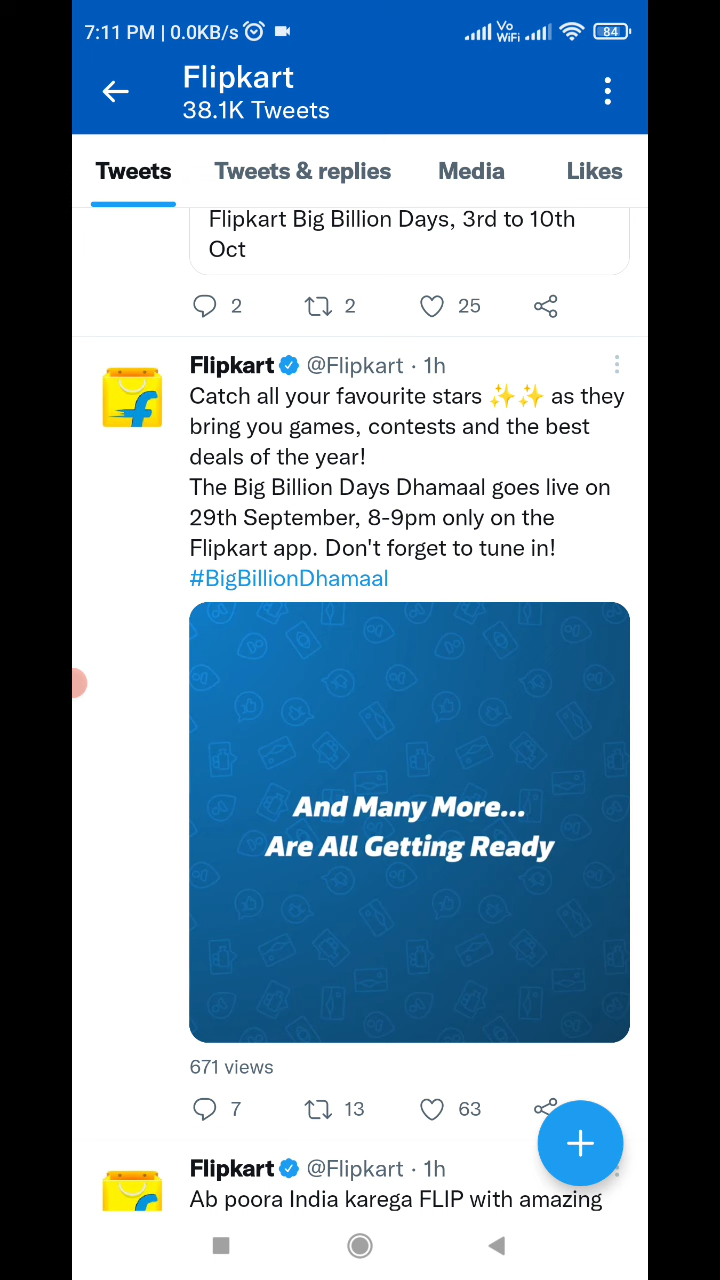 7:11 PM | 0.0KB/s Vo WiFi 84
Flipkart
38.1K Tweets
Tweets Tweets & replies Media Likes
Flipkart Big Billion Days, 3rd to 10th
Oct
2 2 25
Flipkart @Flipkart · 1h
Catch all your favourite stars ✨✨ as they
bring you games, contests and the best
deals of the year!
The Big Billion Days Dhamaal goes live on
29th September, 8-9pm only on the
Flipkart app. Don't forget to tune in!
#BigBillionDhamaal
And Many More...
Are All Getting Ready
671 views
7 13 63
Flipkart @Flipkart · 1h
Ab poora India karega FLIP with amazing